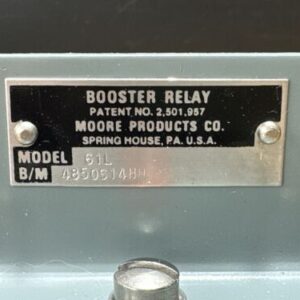 BOOSTER RELAY
PATENT NO. 2,501,957
MOORE PRODUCTS CO.
SPRING HOUSE, PA. U.S.A.
MODEL 61L
B/M